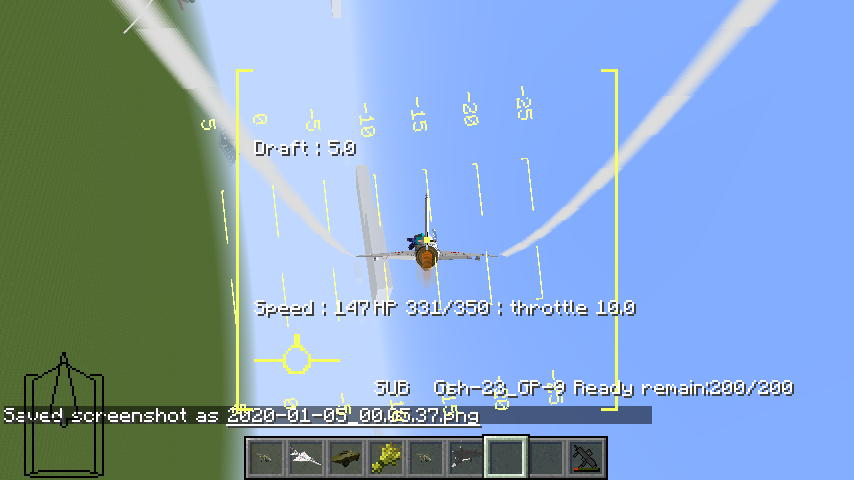 5 0 -5 -10 -15 -20 -25
Draft : 5.0
Speed : 147 HP 331/350 : throttle 10.0
SUB Gsh-23_GP-9 Ready remain:200/200
Saved screenshot as 2020-01-05_00.05.37.png